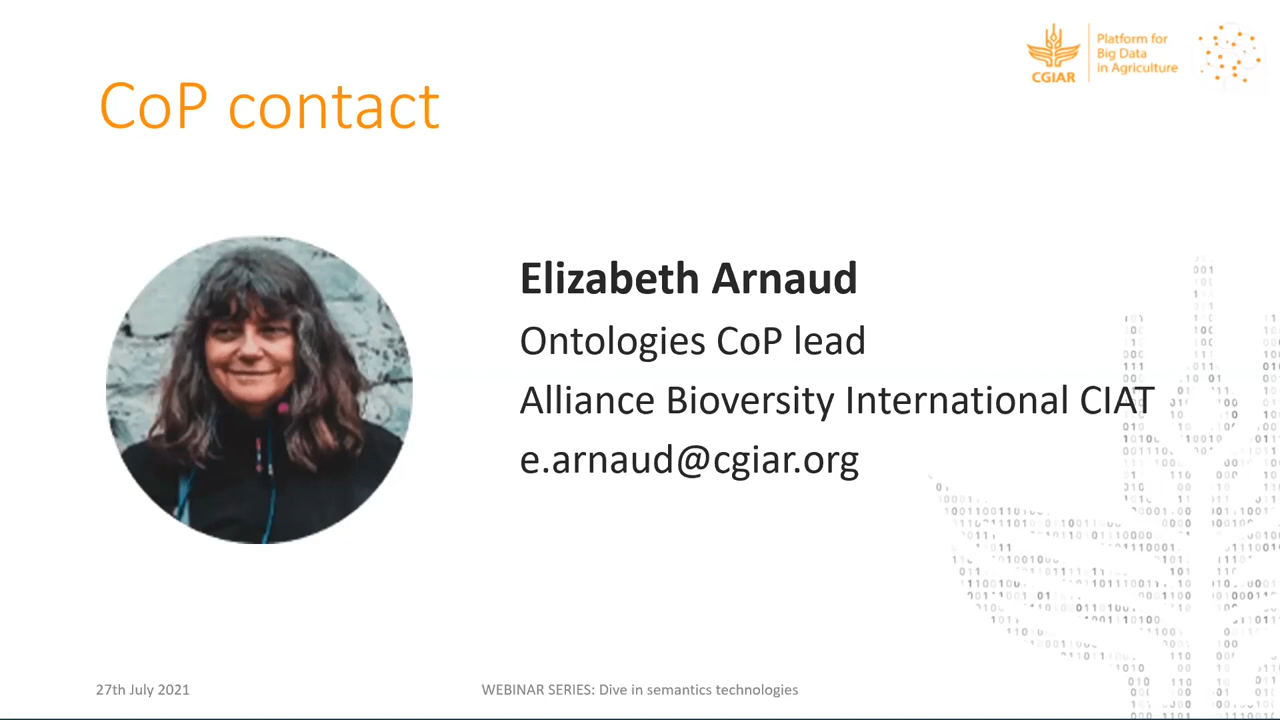 CGIAR
Platform for
Big Data
in Agriculture
CoP contact
Elizabeth Arnaud
Ontologies CoP lead
Alliance Bioversity International CIAT
e.arnaud@cgiar.org
27th July 2021
WEBINAR SERIES: Dive in semantics technologies